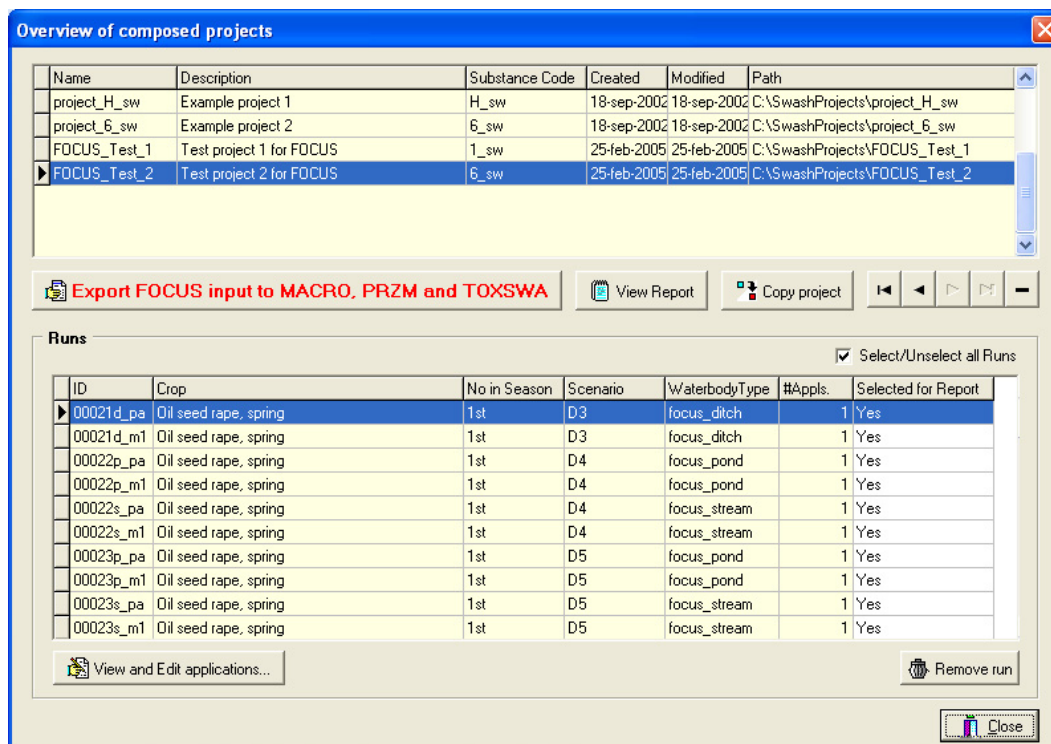 Overview of composed projects
Name Description Substance Code Created Modified Path
project_H_sw Example project 1 H_sw 18-sep-2002 18-sep-2002 C:\SwashProjects\project_H_sw
project_6_sw Example project 2 6_sw 18-sep-2002 18-sep-2002 C:\SwashProjects\project_6_sw
FOCUS_Test_1 Test project 1 for FOCUS 1_sw 25-feb-2005 25-feb-2005 C:\SwashProjects\FOCUS_Test_1
FOCUS_Test_2 Test project 2 for FOCUS 6_sw 25-feb-2005 25-feb-2005 C:\SwashProjects\FOCUS_Test_2
Export FOCUS input to MACRO, PRZM and TOXSWA View Report Copy project
Runs
Select/Unselect all Runs
ID Crop No in Season Scenario WaterbodyType #Appls. Selected for Report
00021d_pa Oil seed rape, spring 1st D3 focus_ditch 1 Yes
00021d_m1 Oil seed rape, spring 1st D3 focus_ditch 1 Yes
00022p_pa Oil seed rape, spring 1st D4 focus_pond 1 Yes
00022p_m1 Oil seed rape, spring 1st D4 focus_pond 1 Yes
00022s_pa Oil seed rape, spring 1st D4 focus_stream 1 Yes
00022s_m1 Oil seed rape, spring 1st D4 focus_stream 1 Yes
00023p_pa Oil seed rape, spring 1st D5 focus_pond 1 Yes
00023p_m1 Oil seed rape, spring 1st D5 focus_pond 1 Yes
00023s_pa Oil seed rape, spring 1st D5 focus_stream 1 Yes
00023s_m1 Oil seed rape, spring 1st D5 focus_stream 1 Yes
View and Edit applications... Remove run
Close